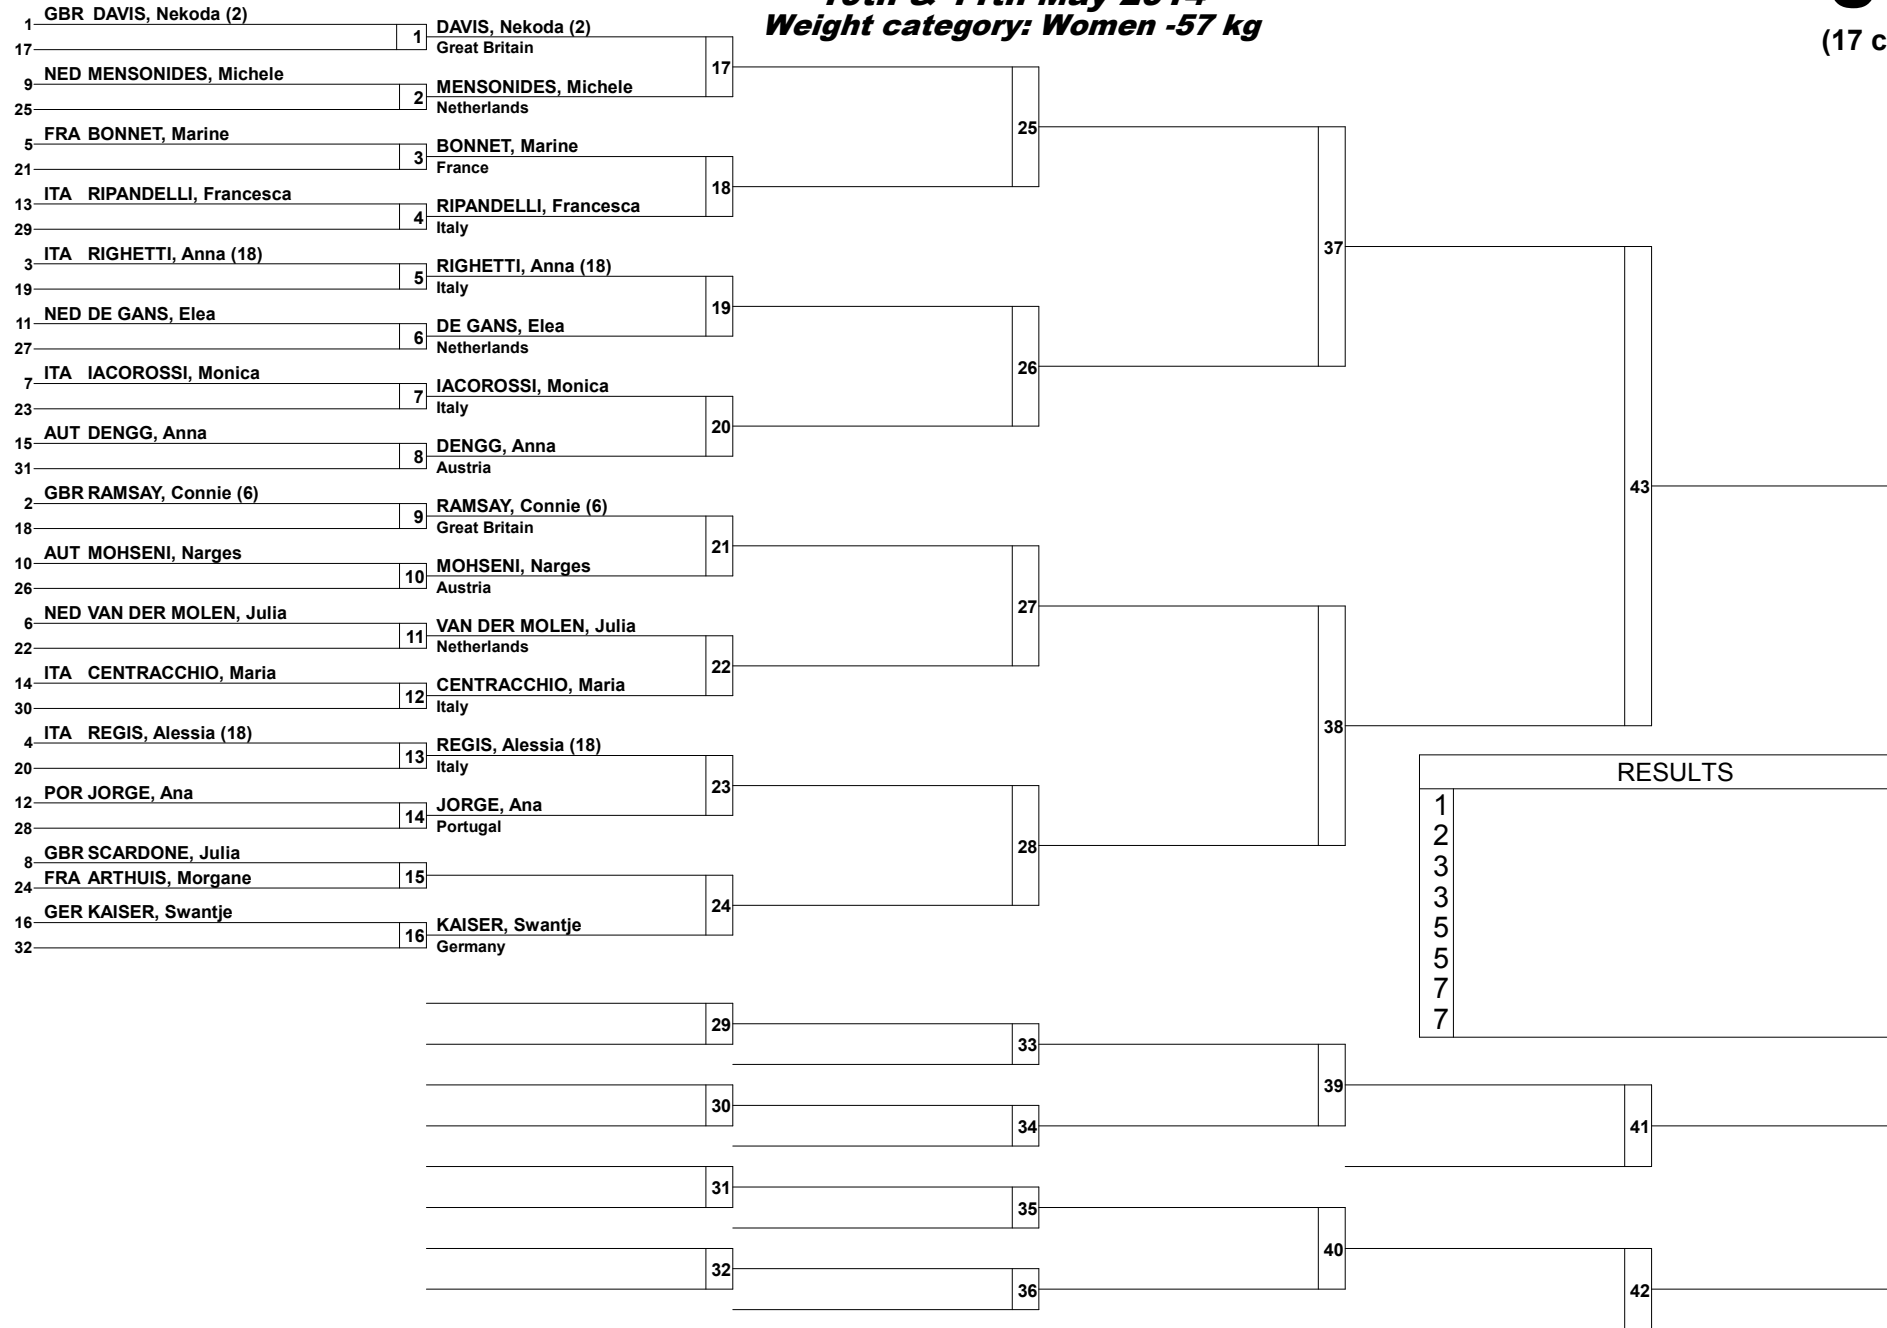 10th & 11th May 2014
Weight category: Women -57 kg
(17 c
1 GBR DAVIS, Nekoda (2)
17
1
DAVIS, Nekoda (2)
Great Britain
9 NED MENSONIDES, Michele
25
2
MENSONIDES, Michele
Netherlands
17
5 FRA BONNET, Marine
21
3
BONNET, Marine
France
13 ITA RIPANDELLI, Francesca
29
4
RIPANDELLI, Francesca
Italy
18
25
3 ITA RIGHETTI, Anna (18)
19
5
RIGHETTI, Anna (18)
Italy
11 NED DE GANS, Elea
27
6
DE GANS, Elea
Netherlands
19
7 ITA IACOROSSI, Monica
23
7
IACOROSSI, Monica
Italy
15 AUT DENGG, Anna
31
8
DENGG, Anna
Austria
20
26
37
2 GBR RAMSAY, Connie (6)
18
9
RAMSAY, Connie (6)
Great Britain
10 AUT MOHSENI, Narges
26
10
MOHSENI, Narges
Austria
21
6 NED VAN DER MOLEN, Julia
22
11
VAN DER MOLEN, Julia
Netherlands
14 ITA CENTRACCHIO, Maria
30
12
CENTRACCHIO, Maria
Italy
22
27
4 ITA REGIS, Alessia (18)
20
13
REGIS, Alessia (18)
Italy
12 POR JORGE, Ana
28
14
JORGE, Ana
Portugal
23
8 GBR SCARDONE, Julia
24 FRA ARTHUIS, Morgane
15
16 GER KAISER, Swantje
32
16
KAISER, Swantje
Germany
24
28
38
43
RESULTS
1
2
3
3
5
5
7
7
29
33
30
34
39
41
31
35
32
36
40
42